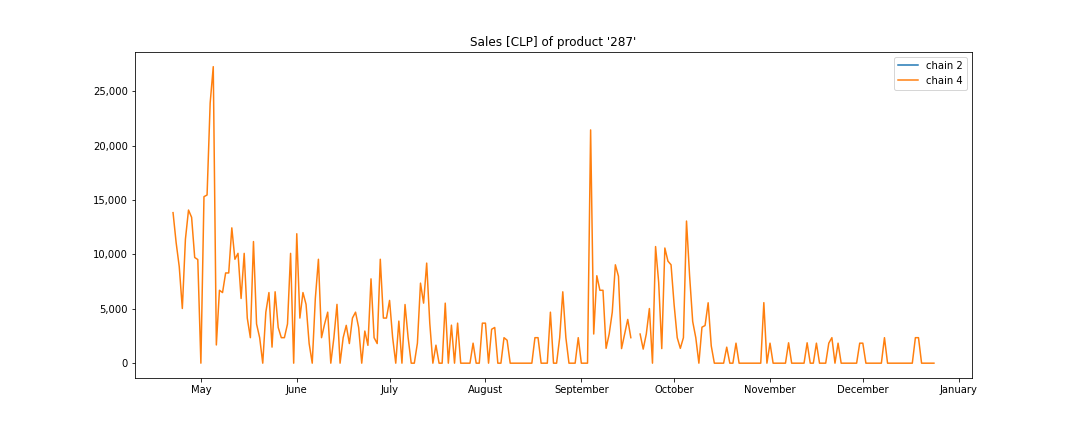 Sales [CLP] of product '287'
chain 2
chain 4
25,000
20,000
15,000
10,000
5,000
0
May June July August September October November December January